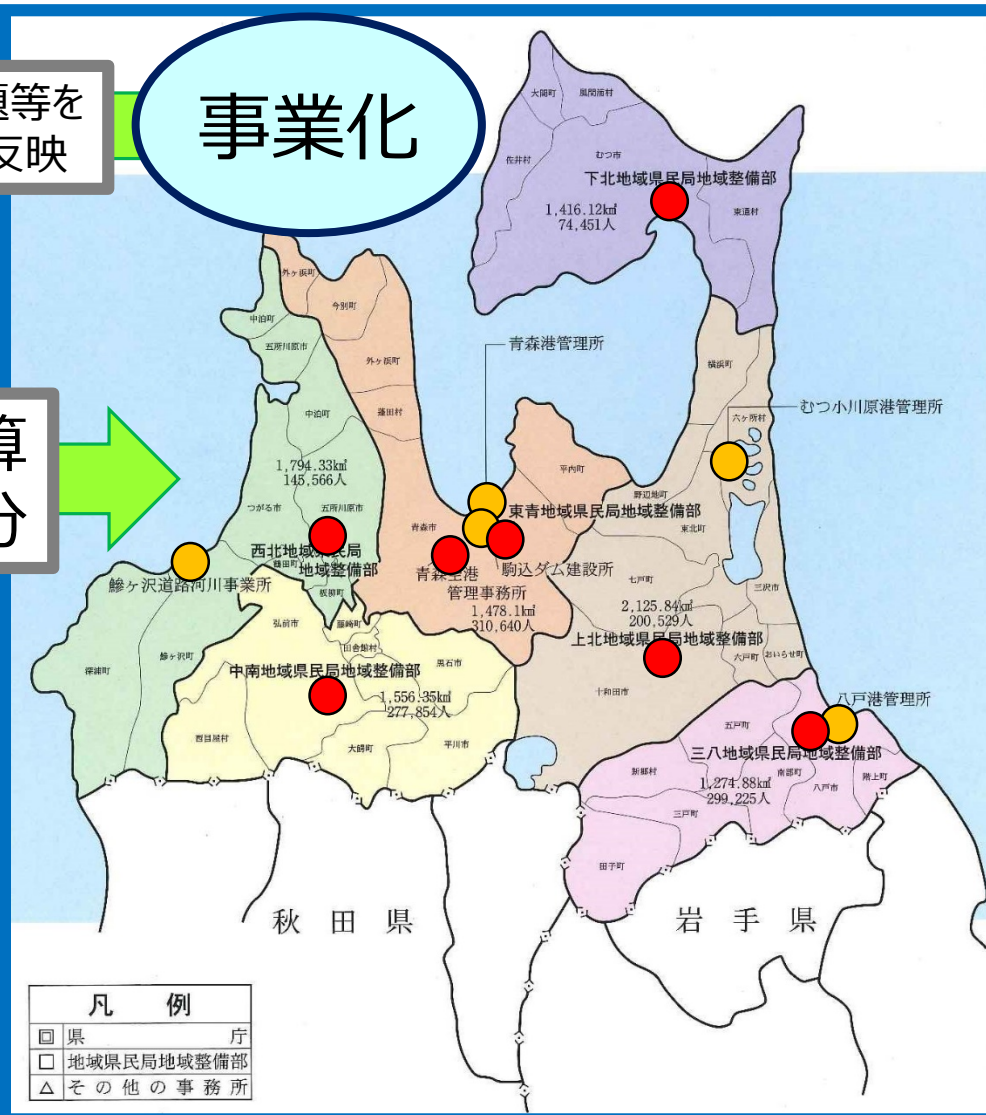 題等を
反映
事業化
算
分
大間町
風間浦村
佐井村
むつ市
下北地域県民局地域整備部
1,416.12km²
74,451人
東通村
外ヶ浜町
今別町
中泊町
五所川原市
外ヶ浜町
青森港管理所
横浜町
中泊町
蓬田村
六ヶ所村
むつ小川原港管理所
1,794.33km²
145,566人
平内町
野辺地町
つがる市
五所川原市
青森市
東青地域県民局地域整備部
東北町
西北地域県民局
地域整備部
鶴田町
板柳町
鰺ヶ沢道路河川事業所
青森空港
管理事務所
駒込ダム建設所
1,478.1km²
310,640人
七戸町
三沢市
2,125.84km²
200,529人
上北地域県民局地域整備部
六戸町
おいらせ町
十和田市
弘前市
藤崎町
田舎館村
黒石市
鰺ヶ沢町
深浦町
中南地域県民局地域整備部
1,556.35km²
277,854人
西目屋村
大鰐町
平川市
八戸港管理所
五戸町
三八地域県民局地域整備部
新郷村
南部町
階上町
1,274.88km²
299,225人
八戸市
三戸町
田子町
秋田県
岩手県
凡例
県庁
地域県民局地域整備部
その他の事務所